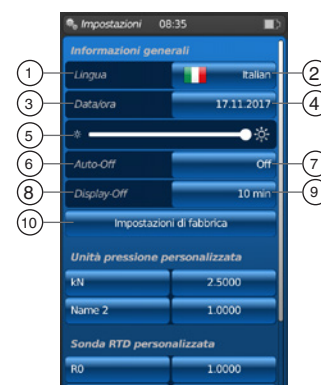 Impostazioni 08:35
Informazioni generali
1 Lingua Italian 2
3 Data/ora 17.11.2017 4
5
6 Auto-Off Off 7
8 Display-Off 10 min 9
10 Impostazioni di fabbrica
Unità pressione personalizzata
kN 2.5000
Name 2 1.0000
Sonda RTD personalizzata
R0 1.0000